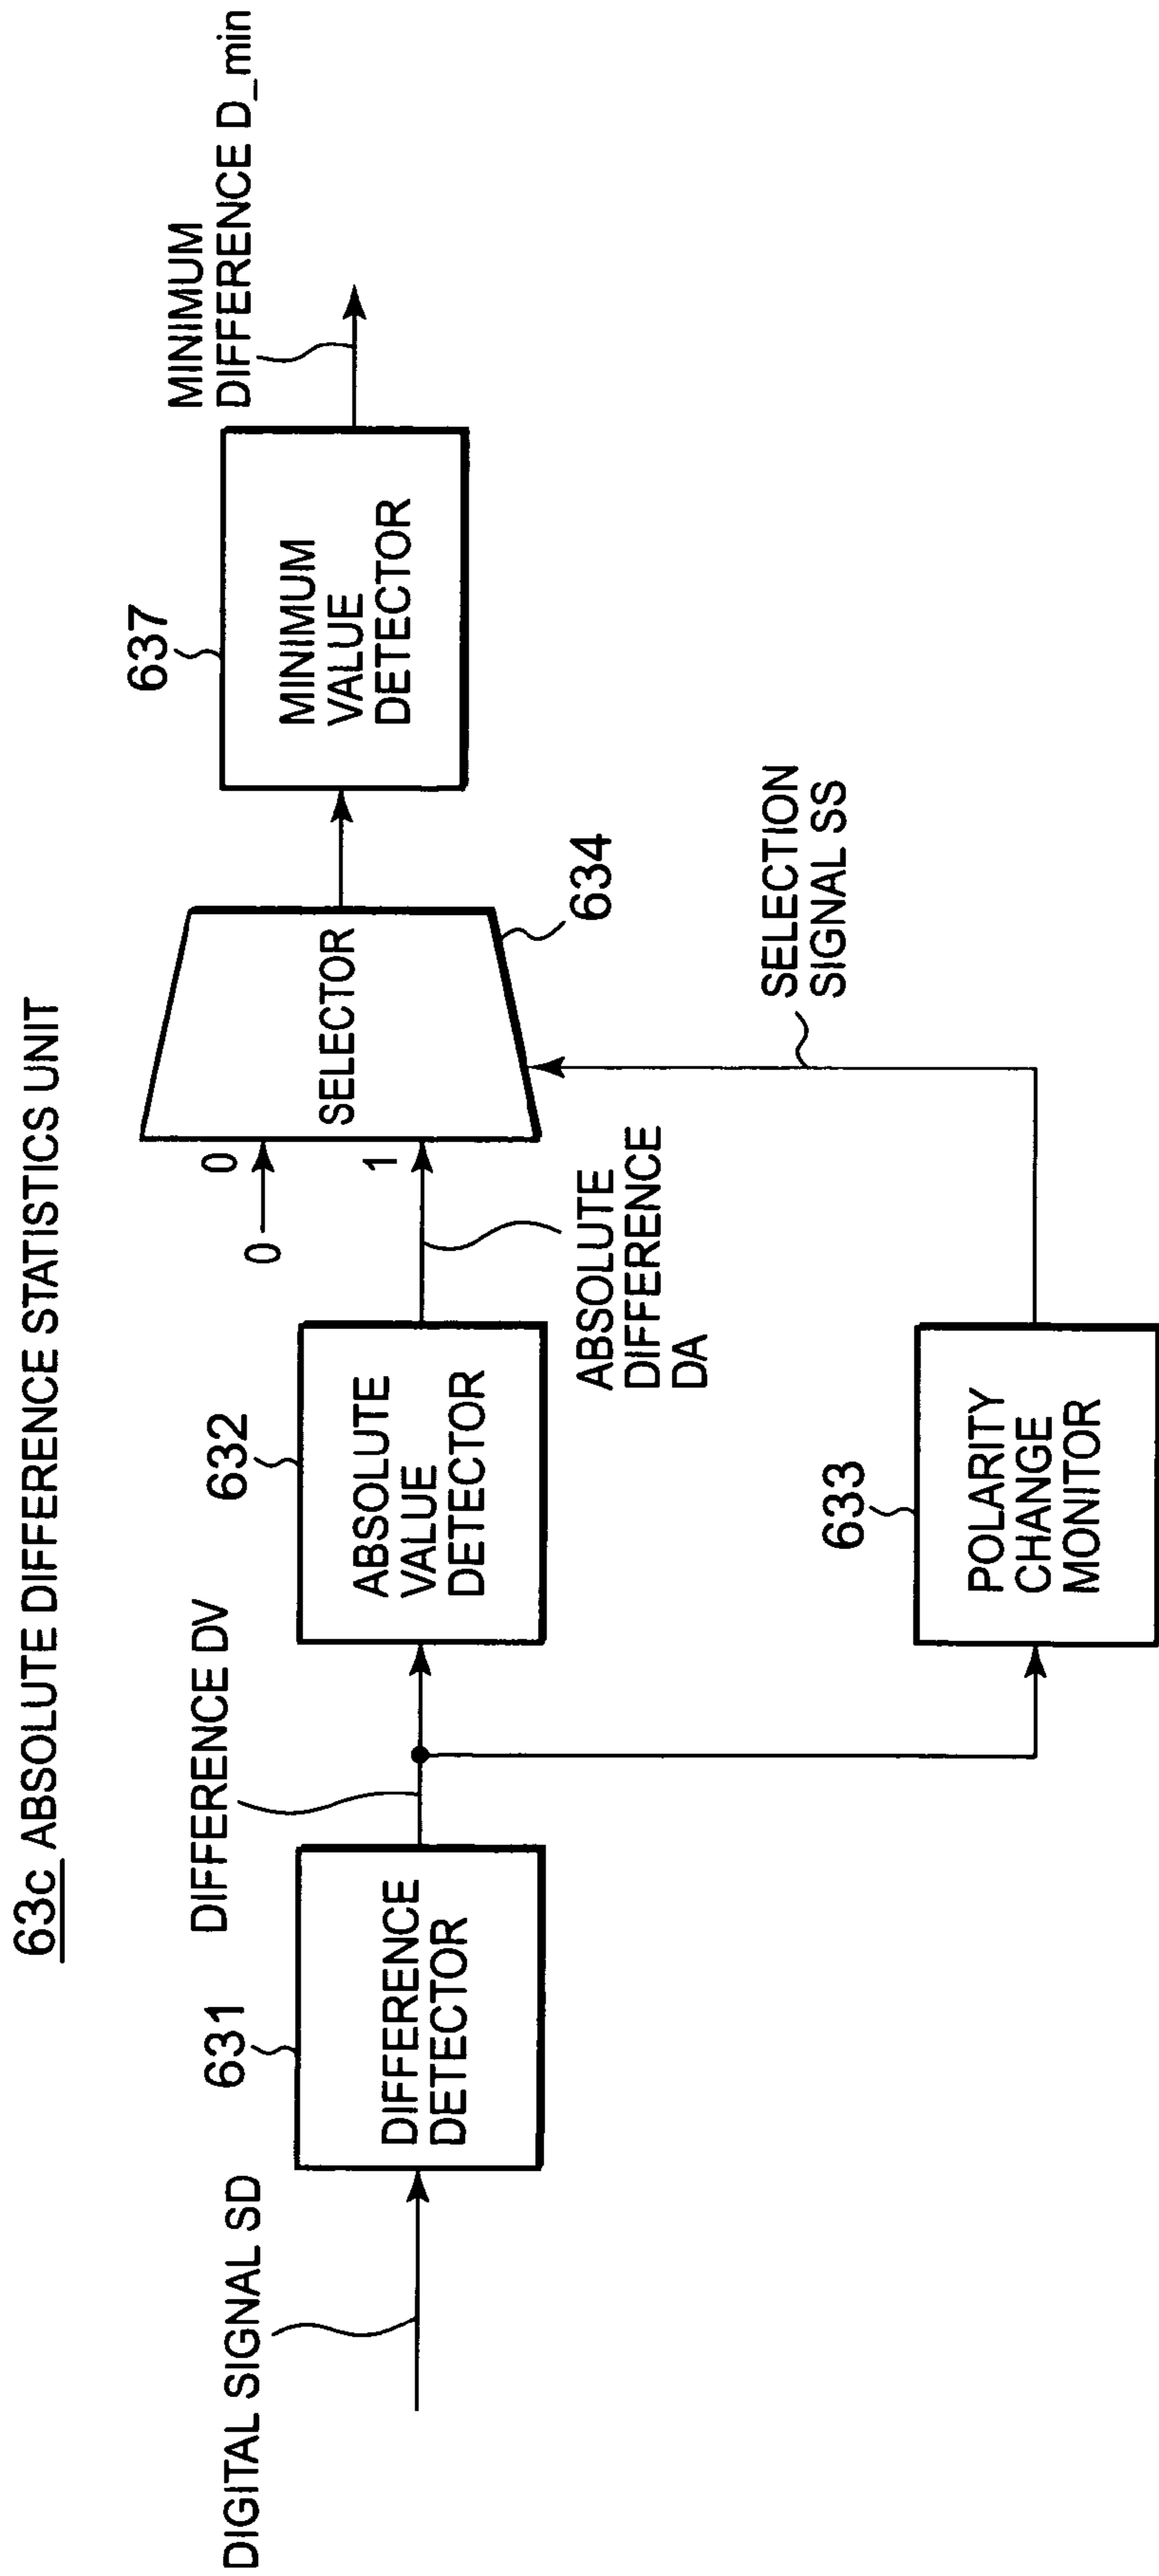 63c ABSOLUTE DIFFERENCE STATISTICS UNIT
DIGITAL SIGNAL SD
631
DIFFERENCE
DETECTOR
DIFFERENCE DV
632
ABSOLUTE
VALUE
DETECTOR
ABSOLUTE
DIFFERENCE
DA
633
POLARITY
CHANGE
MONITOR
0
0
1
SELECTOR
634
SELECTION
SIGNAL SS
637
MINIMUM
VALUE
DETECTOR
MINIMUM
DIFFERENCE D_min